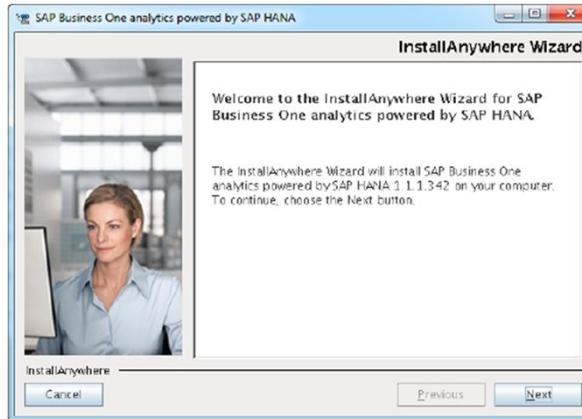 SAP Business One analytics powered by SAP HANA
InstallAnywhere Wizard
Welcome to the InstallAnywhere Wizard for SAP
Business One analytics powered by SAP HANA.
The InstallAnywhere Wizard will install SAP Business One
analytics powered by SAP HANA 1.1.1.342 on your computer.
To continue, choose the Next button.
InstallAnywhere
Cancel
Previous
Next